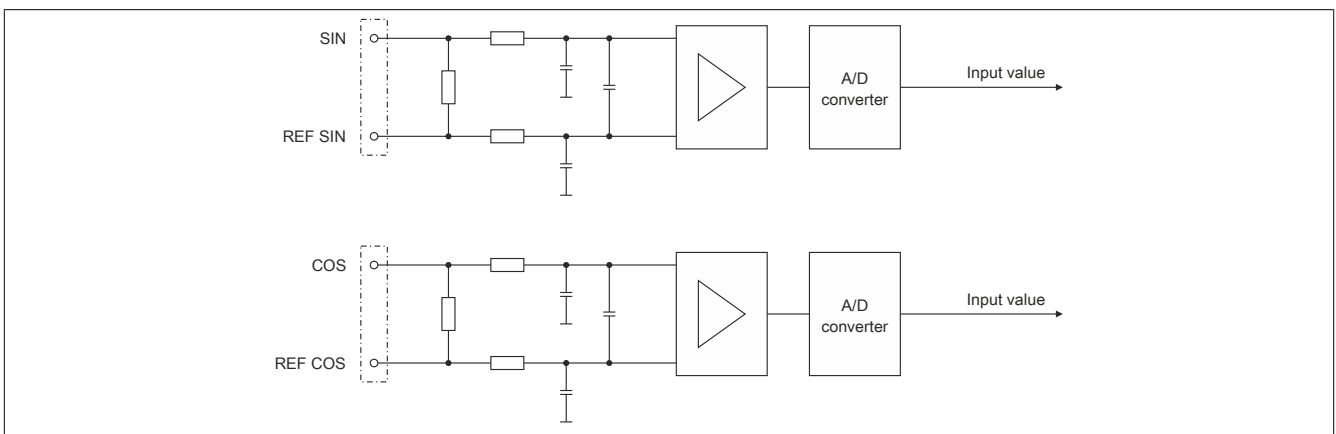 SIN
REF SIN
A/D
converter
Input value
COS
REF COS
A/D
converter
Input value